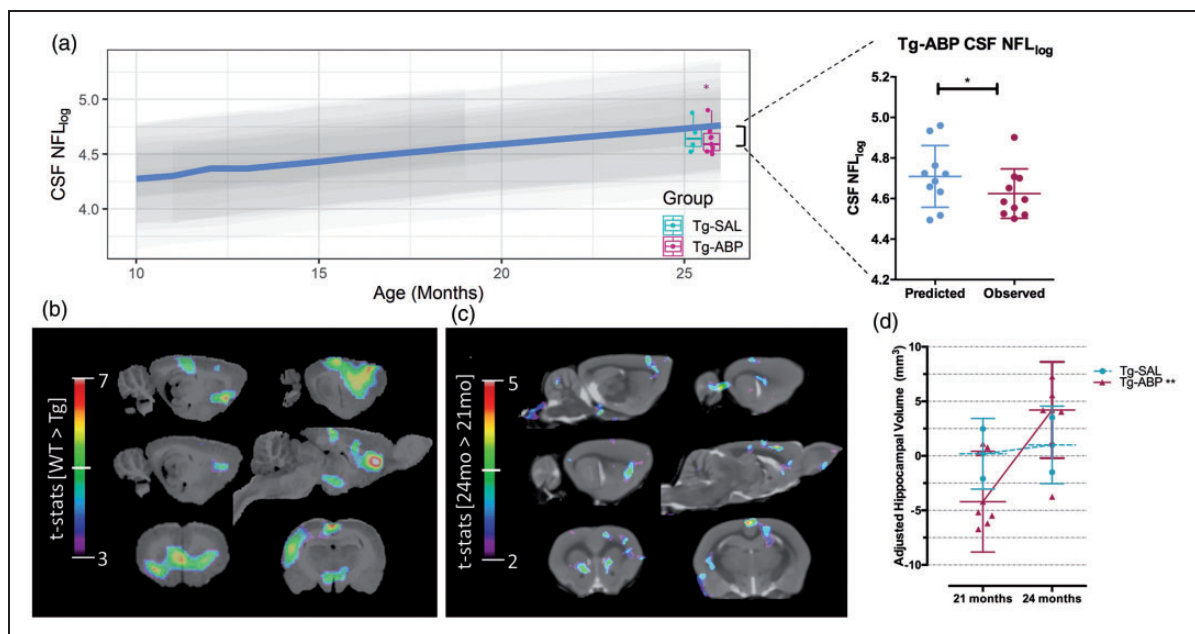 (a)
CSF NFLlog
5.0
4.5
4.0
10
15
20
25
Age (Months)
*
Group
Tg-SAL
Tg-ABP
Tg-ABP CSF NFLlog
CSF NFLlog
5.2
5.0
4.8
4.6
4.4
4.2
*
Predicted
Observed
(b)
t-stats [WT > Tg]
7
3
(c)
t-stats [24mo > 21mo]
5
2
(d)
Adjusted Hippocampal Volume (mm³)
10
5
0
-5
-10
21 months
24 months
Tg-SAL
Tg-ABP **